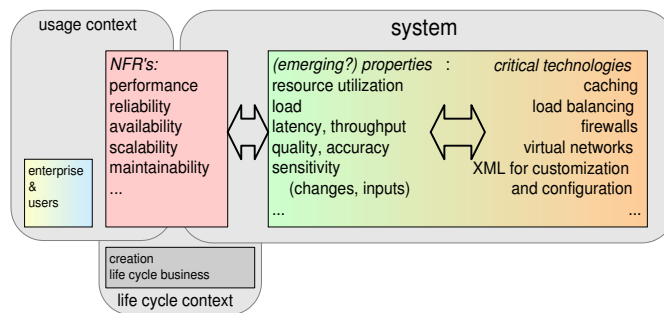 usage context
system
NFR's:
performance
reliability
availability
scalability
maintainability
...
enterprise
&
users
(emerging?) properties :
resource utilization
load
latency, throughput
quality, accuracy
sensitivity
(changes, inputs)
...
critical technologies
caching
load balancing
firewalls
virtual networks
XML for customization
and configuration
...
creation
life cycle business
life cycle context